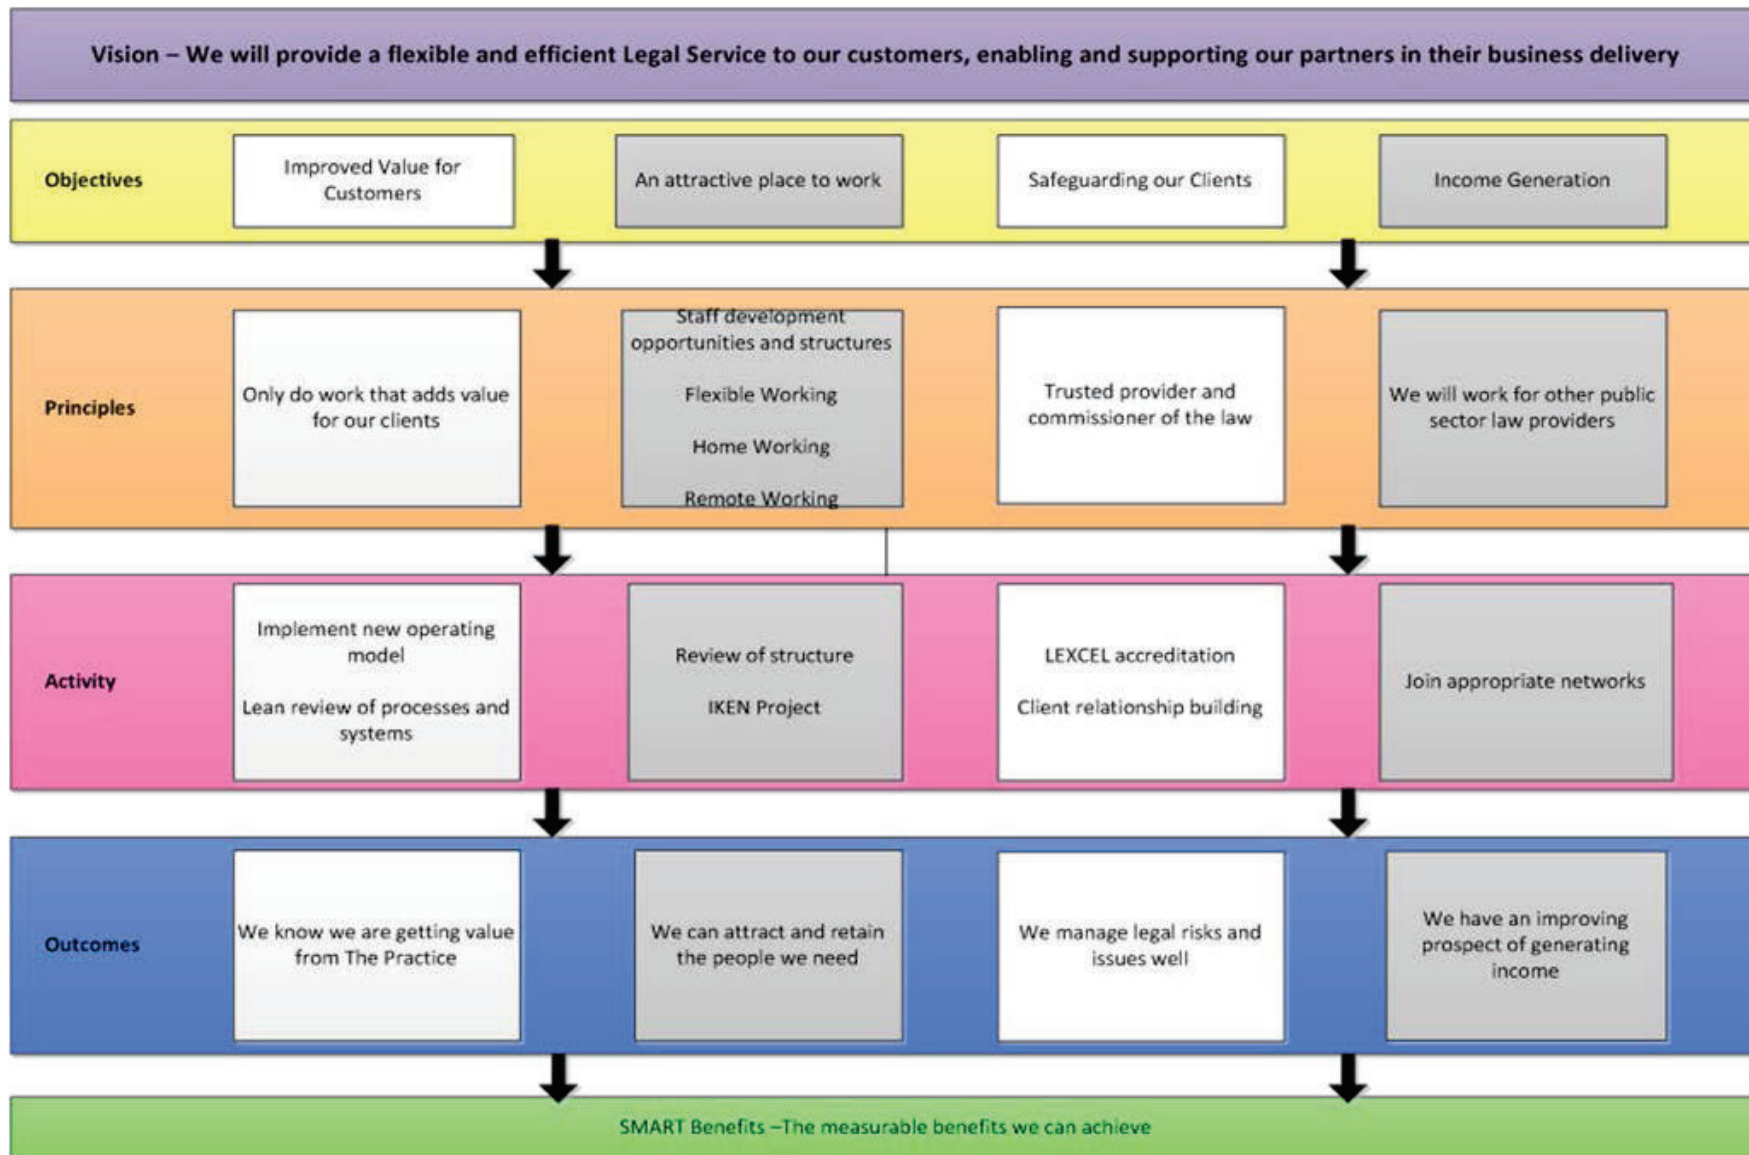 Vision – We will provide a flexible and efficient Legal Service to our customers, enabling and supporting our partners in their business delivery
Objectives
Improved Value for
Customers
An attractive place to work
Safeguarding our Clients
Income Generation
Principles
Only do work that adds value
for our clients
Staff development
opportunities and structures
Flexible Working
Home Working
Remote Working
Trusted provider and
commissioner of the law
We will work for other public
sector law providers
Activity
Implement new operating
model
Lean review of processes and
systems
Review of structure
IKEN Project
LEXCEL accreditation
Client relationship building
Join appropriate networks
Outcomes
We know we are getting value
from The Practice
We can attract and retain
the people we need
We manage legal risks and
issues well
We have an improving
prospect of generating
income
SMART Benefits –The measurable benefits we can achieve